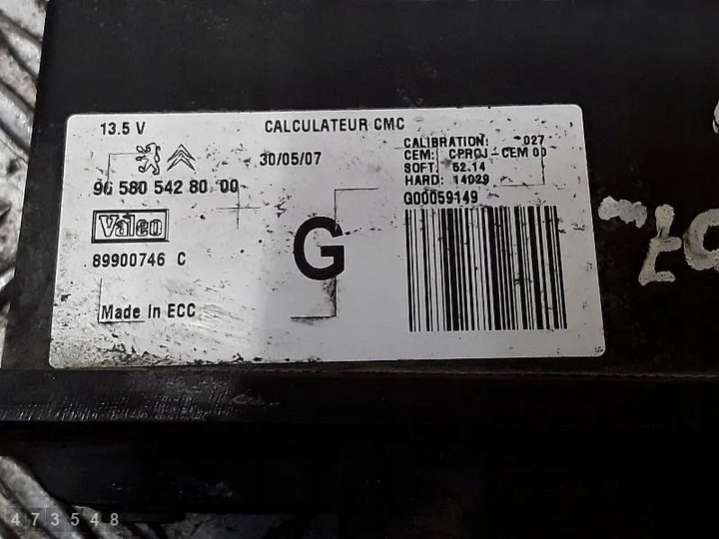 13.5 V
CALCULATEUR CMC
30/05/07
96 580 542 80 00
Valeo
89900746 C
Made in ECC
G
CALIBRATION: 027
CEM: CPROJ-CEM 00
SOFT: 52.14
HARD: 14029
G00059149
473548